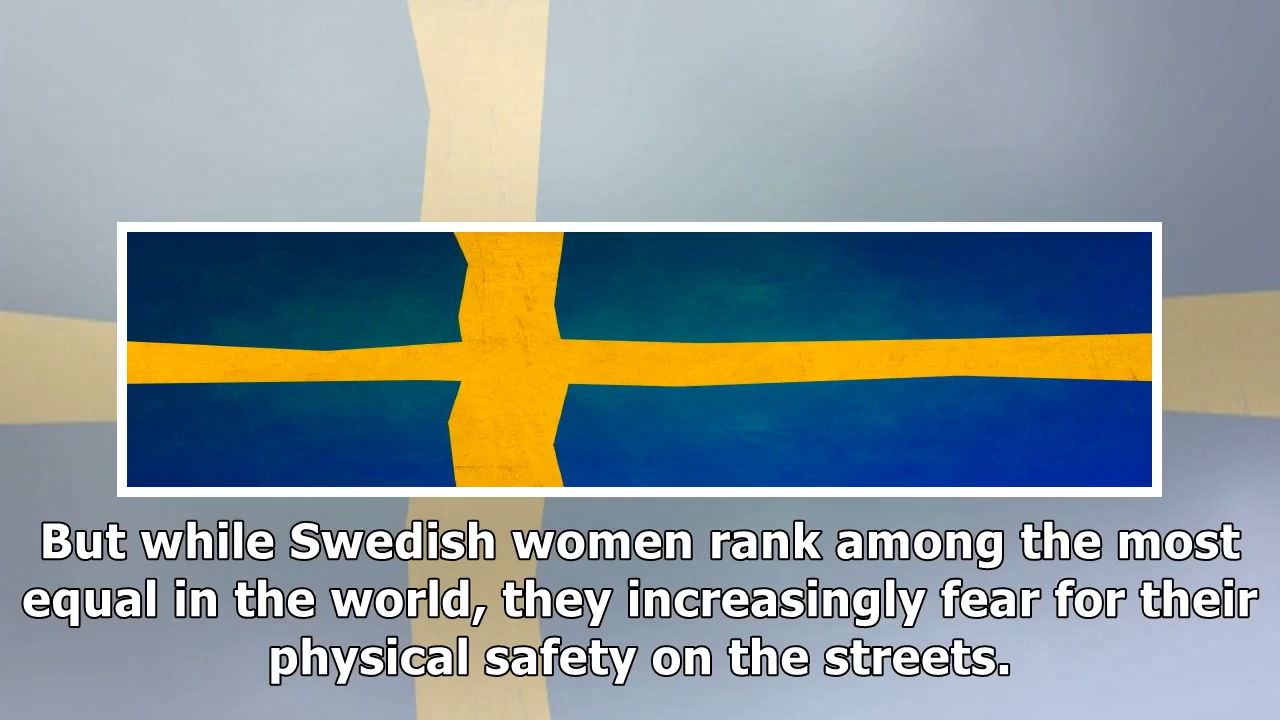 But while Swedish women rank among the most
equal in the world, they increasingly fear for their
physical safety on the streets.